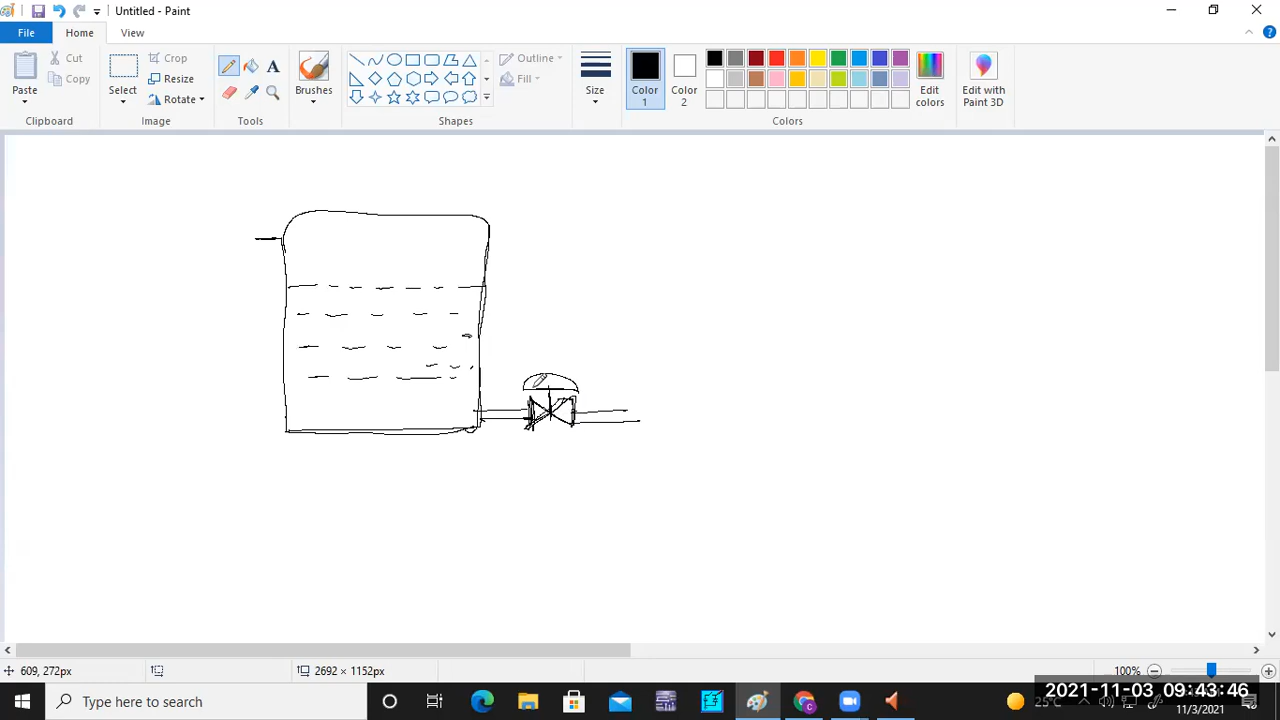 Untitled - Paint
File
Home
View
Paste
Cut
Copy
Clipboard
Select
Crop
Resize
Rotate
Image
Tools
Brushes
Shapes
Outline
Fill
Size
Color 1
Color 2
Edit colors
Edit with Paint 3D
Colors
609, 272px
2692 × 1152px
100%
Type here to search
25°C
2021-11-03 09:43:46
11/3/2021